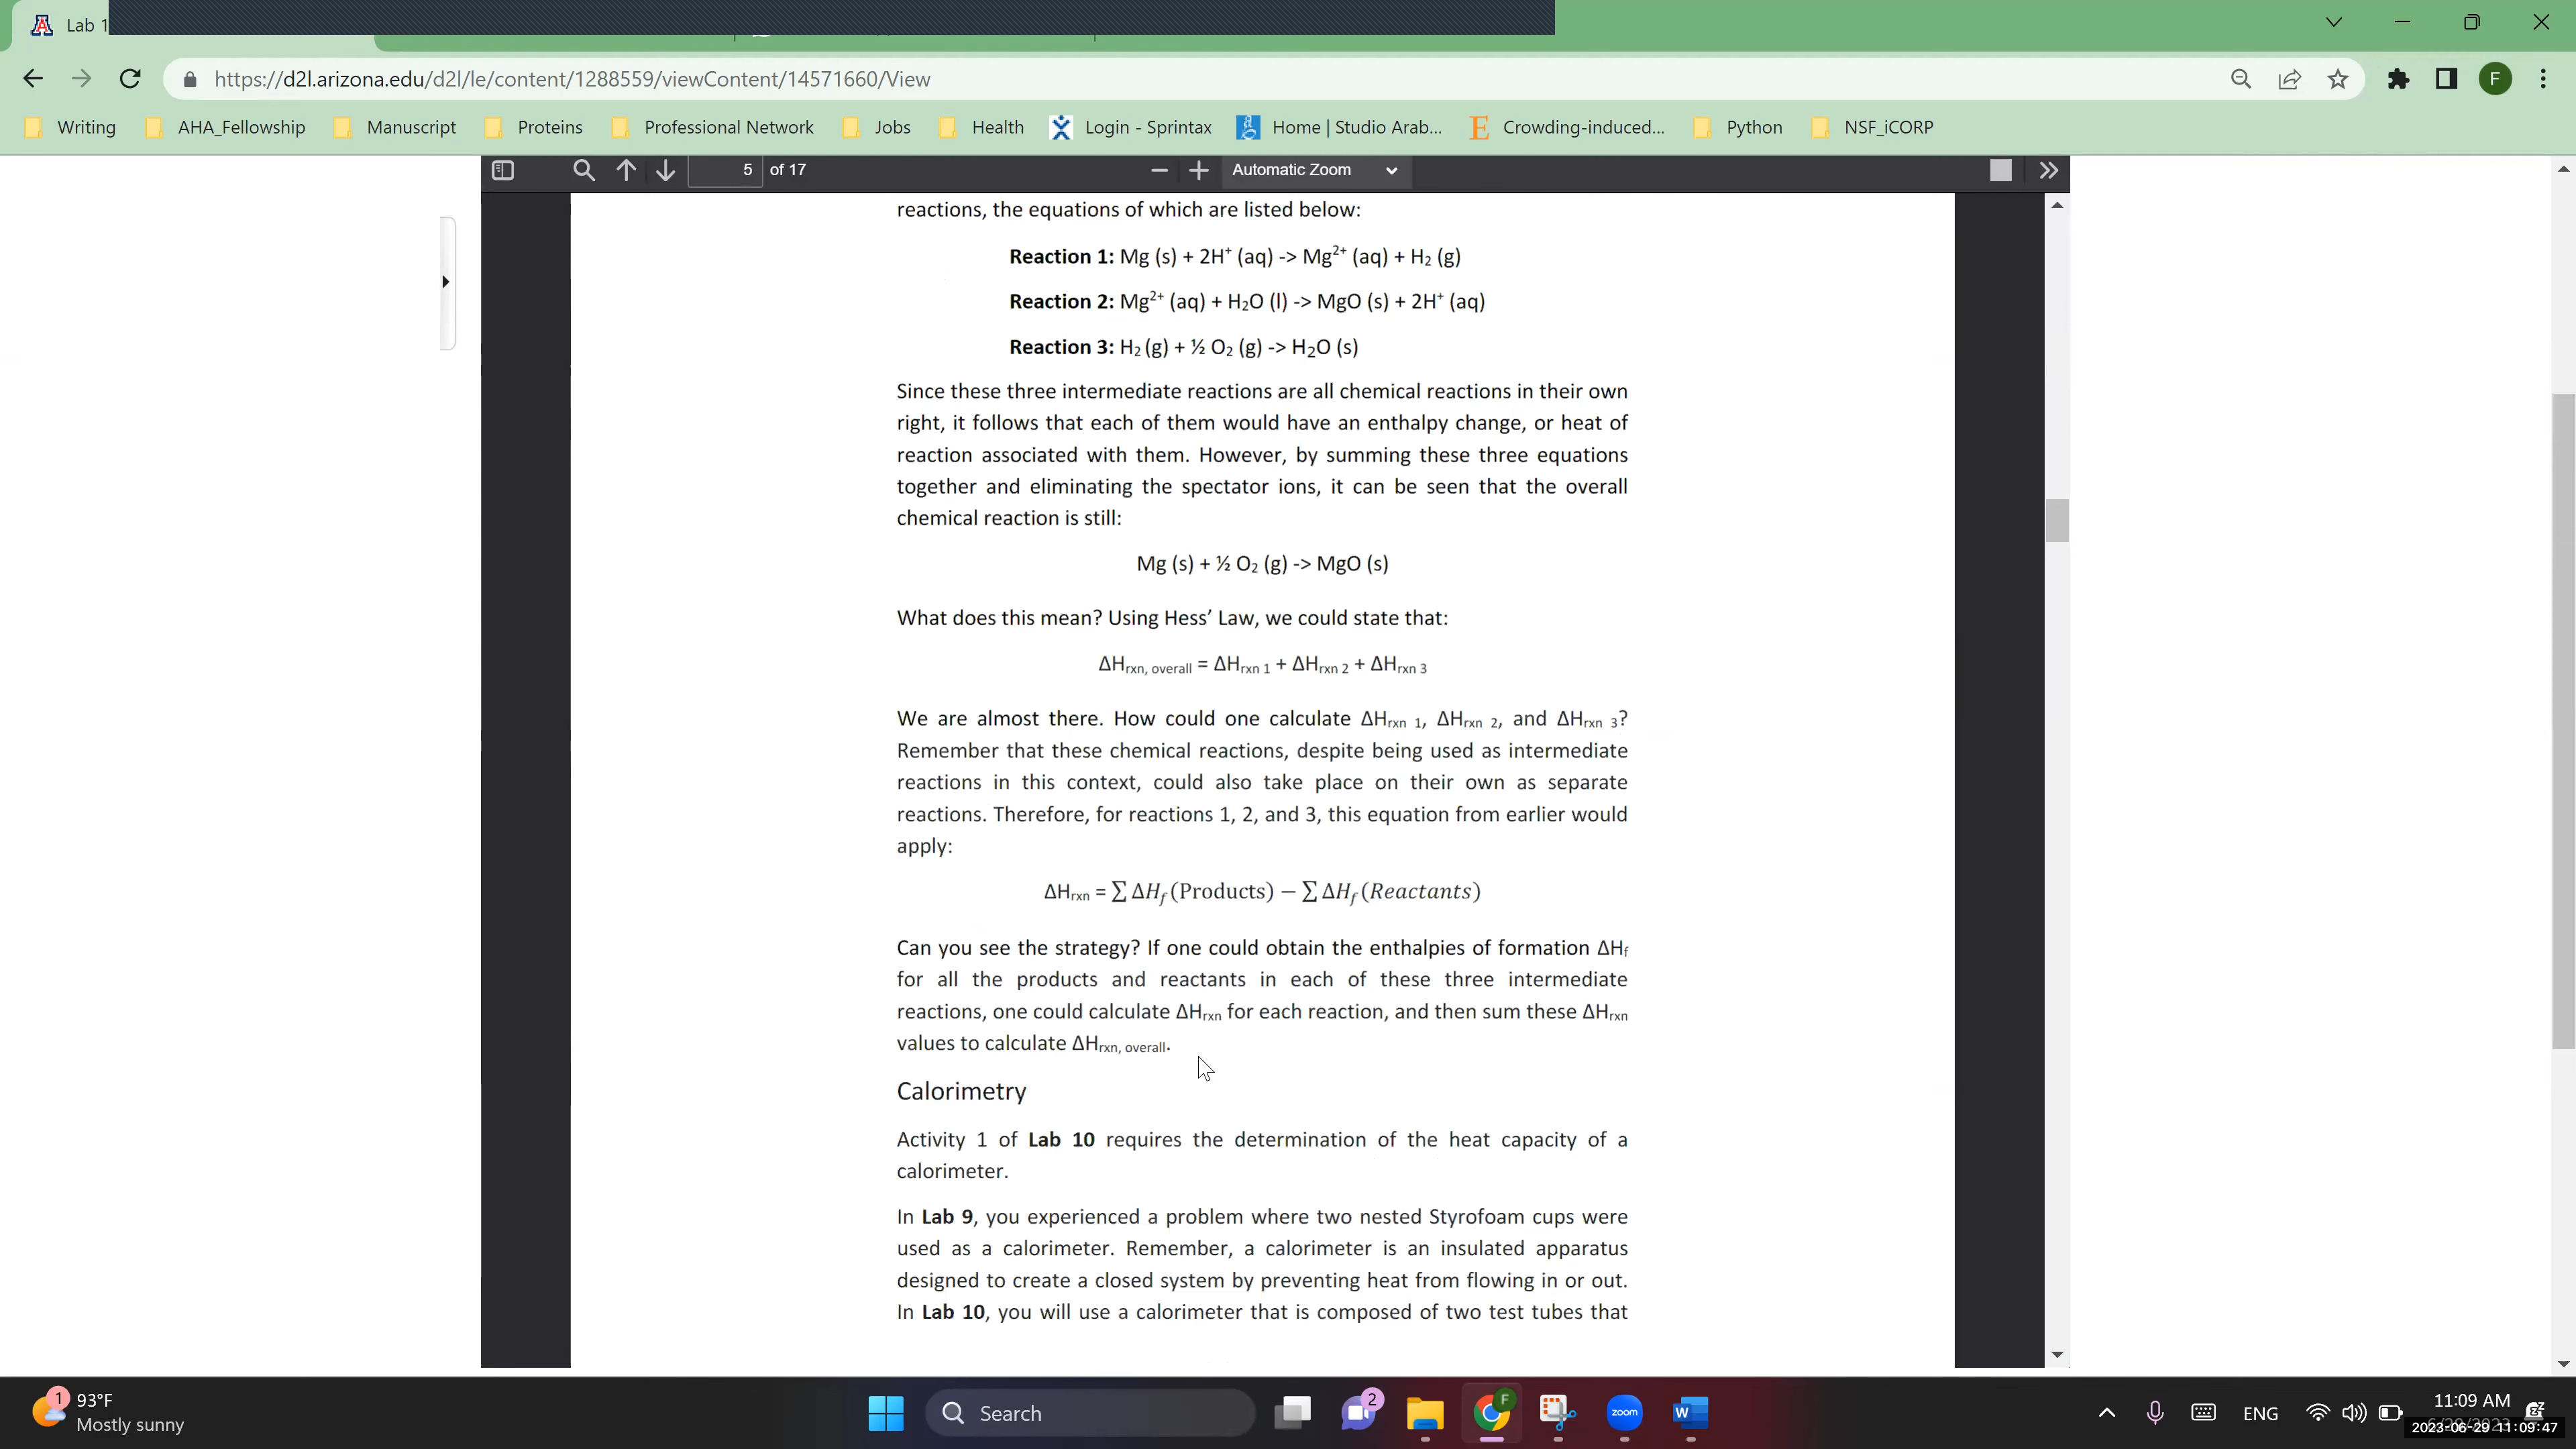 Lab 1
https://d2l.arizona.edu/d2l/le/content/1288559/viewContent/14571660/View
F
Writing AHA_Fellowship Manuscript Proteins Professional Network Jobs Health Login - Sprintax Home | Studio Arab... Crowding-induced... Python NSF_iCORP
5 of 17 Automatic Zoom
reactions, the equations of which are listed below:
Reaction 1: Mg (s) + 2H⁺ (aq) -> Mg²⁺ (aq) + H₂ (g)
Reaction 2: Mg²⁺ (aq) + H₂O (l) -> MgO (s) + 2H⁺ (aq)
Reaction 3: H₂ (g) + ½ O₂ (g) -> H₂O (s)
Since these three intermediate reactions are all chemical reactions in their own
right, it follows that each of them would have an enthalpy change, or heat of
reaction associated with them. However, by summing these three equations
together and eliminating the spectator ions, it can be seen that the overall
chemical reaction is still:
Mg (s) + ½ O₂ (g) -> MgO (s)
What does this mean? Using Hess’ Law, we could state that:
ΔHrxn, overall = ΔHrxn 1 + ΔHrxn 2 + ΔHrxn 3
We are almost there. How could one calculate ΔHrxn 1, ΔHrxn 2, and ΔHrxn 3?
Remember that these chemical reactions, despite being used as intermediate
reactions in this context, could also take place on their own as separate
reactions. Therefore, for reactions 1, 2, and 3, this equation from earlier would
apply:
ΔHrxn = ∑ ΔHf (Products) − ∑ ΔHf (Reactants)
Can you see the strategy? If one could obtain the enthalpies of formation ΔHf
for all the products and reactants in each of these three intermediate
reactions, one could calculate ΔHrxn for each reaction, and then sum these ΔHrxn
values to calculate ΔHrxn, overall.
Calorimetry
Activity 1 of Lab 10 requires the determination of the heat capacity of a
calorimeter.
In Lab 9, you experienced a problem where two nested Styrofoam cups were
used as a calorimeter. Remember, a calorimeter is an insulated apparatus
designed to create a closed system by preventing heat from flowing in or out.
In Lab 10, you will use a calorimeter that is composed of two test tubes that
1 93°F
Mostly sunny
Search
2
F
zoom
W
ENG
11:09 AM
2023-06-29 11:09:47